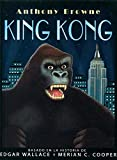 Anthony Browne
KING KONG
BASADO EN LA HISTORIA DE
EDGAR WALLACE Y MERIAN C. COOPER